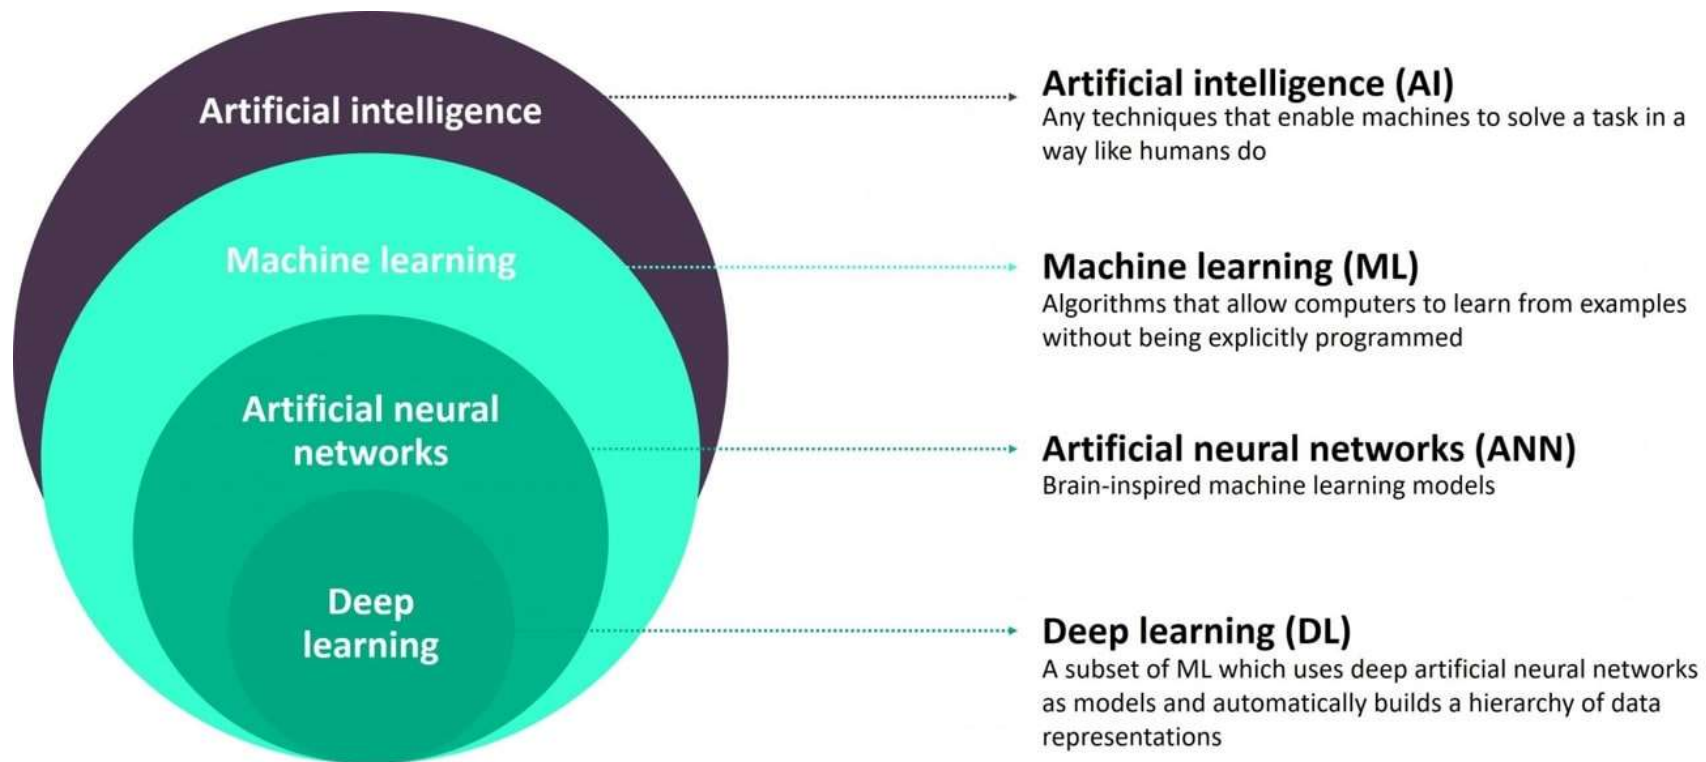 Artificial intelligence
Machine learning
Artificial neural
networks
Deep
learning
Artificial intelligence (AI)
Any techniques that enable machines to solve a task in a
way like humans do
Machine learning (ML)
Algorithms that allow computers to learn from examples
without being explicitly programmed
Artificial neural networks (ANN)
Brain-inspired machine learning models
Deep learning (DL)
A subset of ML which uses deep artificial neural networks
as models and automatically builds a hierarchy of data
representations